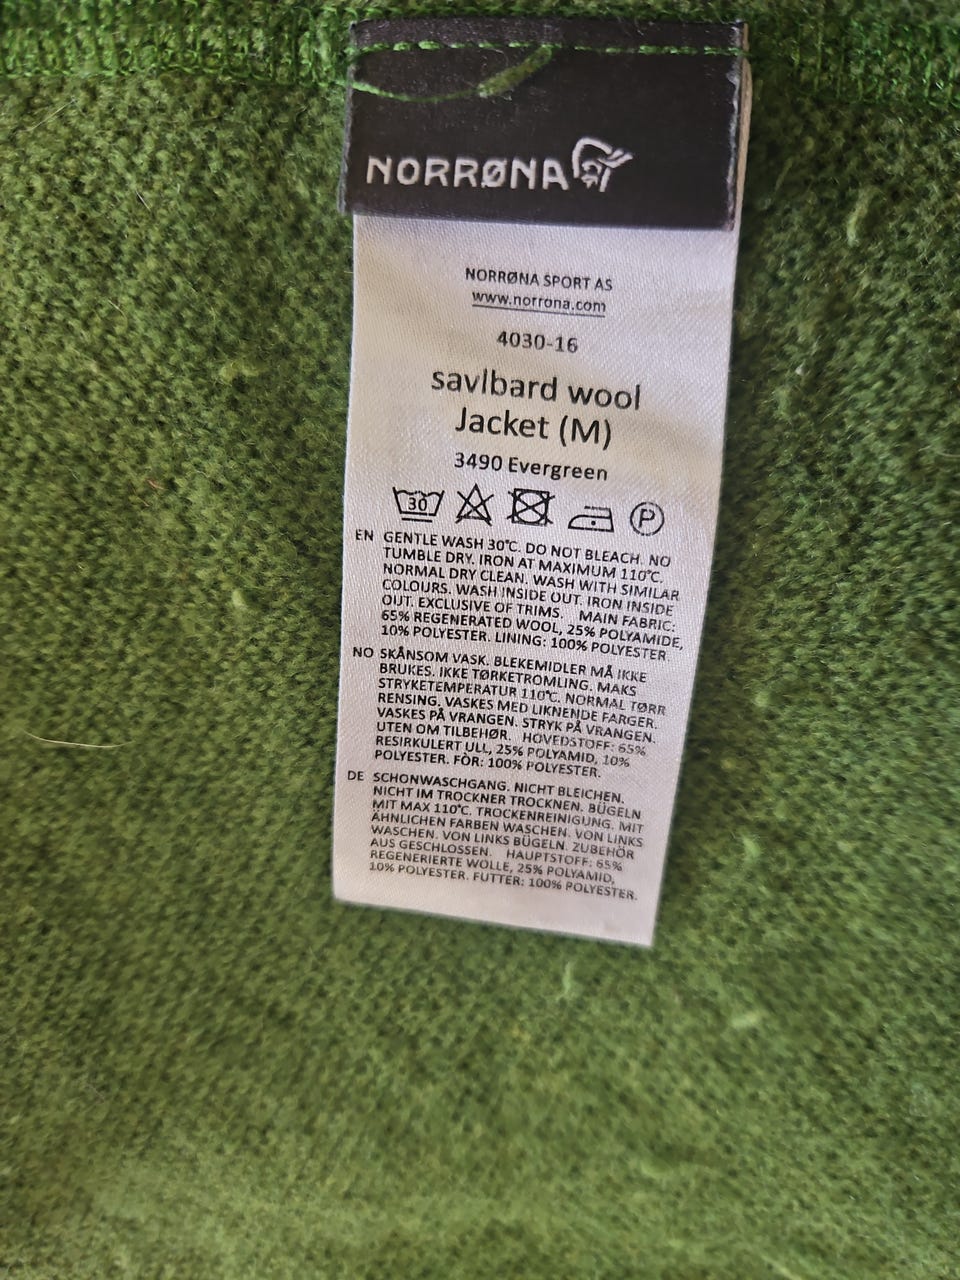 NORRØNA
NORRØNA SPORT AS
www.norrona.com
4030-16
savlbard wool
Jacket (M)
3490 Evergreen
30 P
EN GENTLE WASH 30℃. DO NOT BLEACH. NO
TUMBLE DRY. IRON AT MAXIMUM 110℃.
NORMAL DRY CLEAN. WASH WITH SIMILAR
COLOURS. WASH INSIDE OUT. IRON INSIDE
OUT. EXCLUSIVE OF TRIMS. MAIN FABRIC:
65% REGENERATED WOOL, 25% POLYAMIDE,
10% POLYESTER. LINING: 100% POLYESTER.
NO SKÅNSOM VASK. BLEKEMIDLER MÅ IKKE
BRUKES. IKKE TØRKETROMLING. MAKS
STRYKETEMPERATUR 110℃. NORMAL TØRR
RENSING. VASKES MED LIKNENDE FARGER.
VASKES PÅ VRANGEN. STRYK PÅ VRANGEN.
UTEN OM TILBEHØR. HOVEDSTOFF: 65%
RESIRKULERT ULL, 25% POLYAMID, 10%
POLYESTER. FÒR: 100% POLYESTER.
DE SCHONWASCHGANG. NICHT BLEICHEN.
NICHT IM TROCKNER TROCKNEN. BÜGELN
MIT MAX 110℃. TROCKENREINIGUNG. MIT
ÄHNLICHEN FARBEN WASCHEN. VON LINKS
WASCHEN. VON LINKS BÜGELN. ZUBEHÖR
AUS GESCHLOSSEN. HAUPTSTOFF: 65%
REGENERIERTE WOLLE, 25% POLYAMID,
10% POLYESTER. FUTTER: 100% POLYESTER.